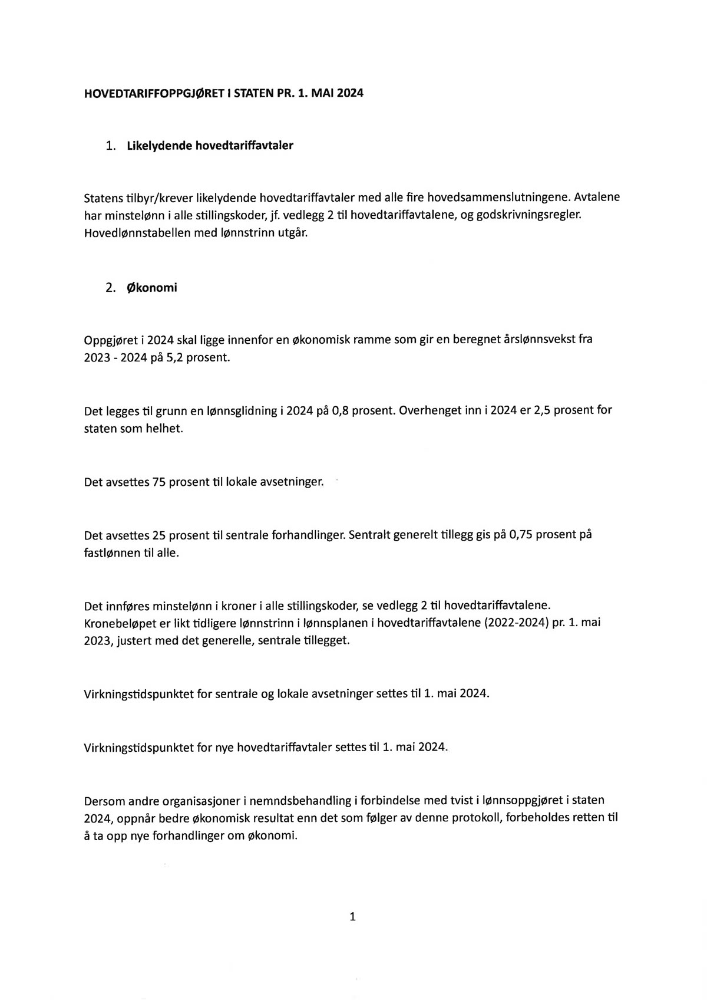 HOVEDTARIFFOPPGJØRET I STATEN PR. 1. MAI 2024
1. Likelydende hovedtariffavtaler
Statens tilbyr/krever likelydende hovedtariffavtaler med alle fire hovedsammenslutningene. Avtalene
har minstelønn i alle stillingskoder, jf. vedlegg 2 til hovedtariffavtalene, og godskrivningsregler.
Hovedlønnstabellen med lønnstrinn utgår.
2. Økonomi
Oppgjøret i 2024 skal ligge innenfor en økonomisk ramme som gir en beregnet årslønnsvekst fra
2023 - 2024 på 5,2 prosent.
Det legges til grunn en lønnsglidning i 2024 på 0,8 prosent. Overhenget inn i 2024 er 2,5 prosent for
staten som helhet.
Det avsettes 75 prosent til lokale avsetninger.
Det avsettes 25 prosent til sentrale forhandlinger. Sentralt generelt tillegg gis på 0,75 prosent på
fastlønnen til alle.
Det innføres minstelønn i kroner i alle stillingskoder, se vedlegg 2 til hovedtariffavtalene.
Kronebeløpet er likt tidligere lønnstrinn i lønnsplanen i hovedtariffavtalene (2022-2024) pr. 1. mai
2023, justert med det generelle, sentrale tillegget.
Virkningstidspunktet for sentrale og lokale avsetninger settes til 1. mai 2024.
Virkningstidspunktet for nye hovedtariffavtaler settes til 1. mai 2024.
Dersom andre organisasjoner i nemndsbehandling i forbindelse med tvist i lønnsoppgjøret i staten
2024, oppnår bedre økonomisk resultat enn det som følger av denne protokoll, forbeholdes retten til
å ta opp nye forhandlinger om økonomi.
1